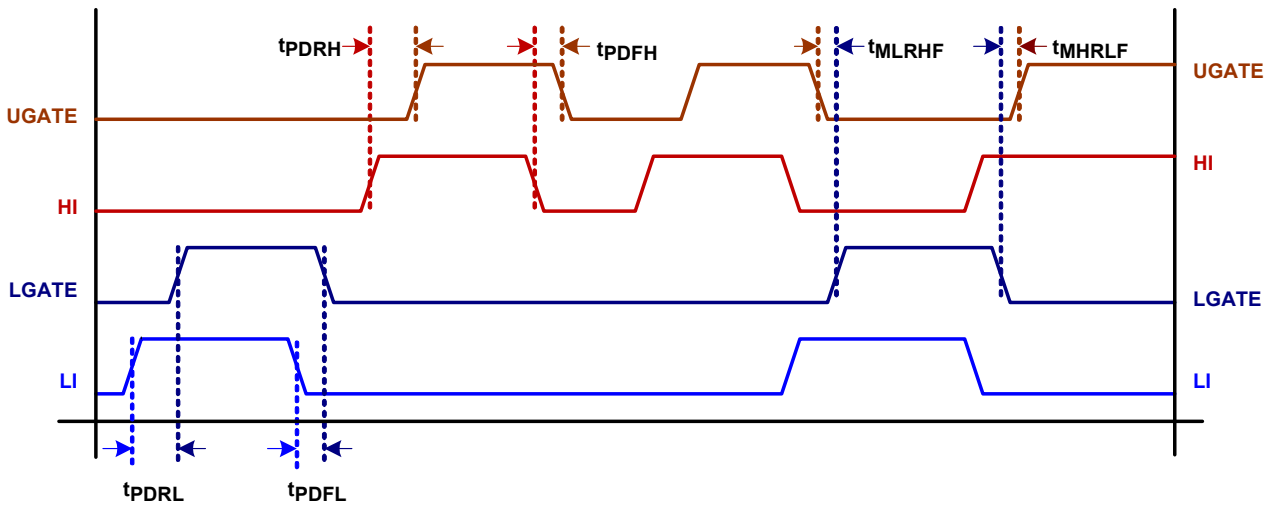 tPDRH
tPDFH
tMLRHF
tMHRLF
UGATE
UGATE
HI
HI
LGATE
LGATE
LI
LI
tPDRL
tPDFL